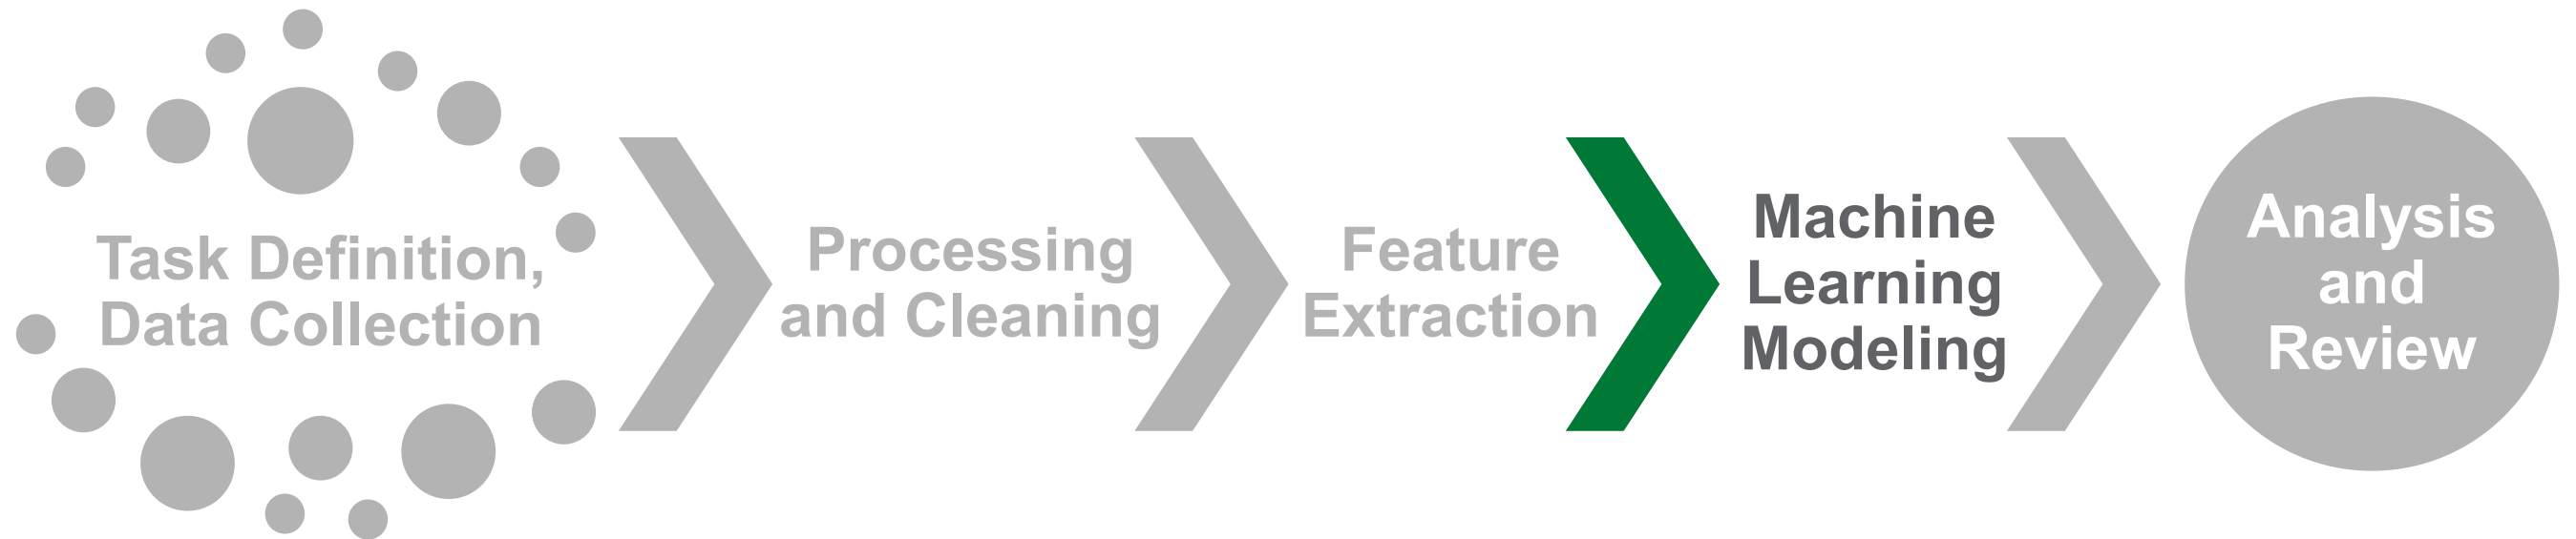 Task Definition,
Data Collection
Processing
and Cleaning
Feature
Extraction
Machine
Learning
Modeling
Analysis
and
Review